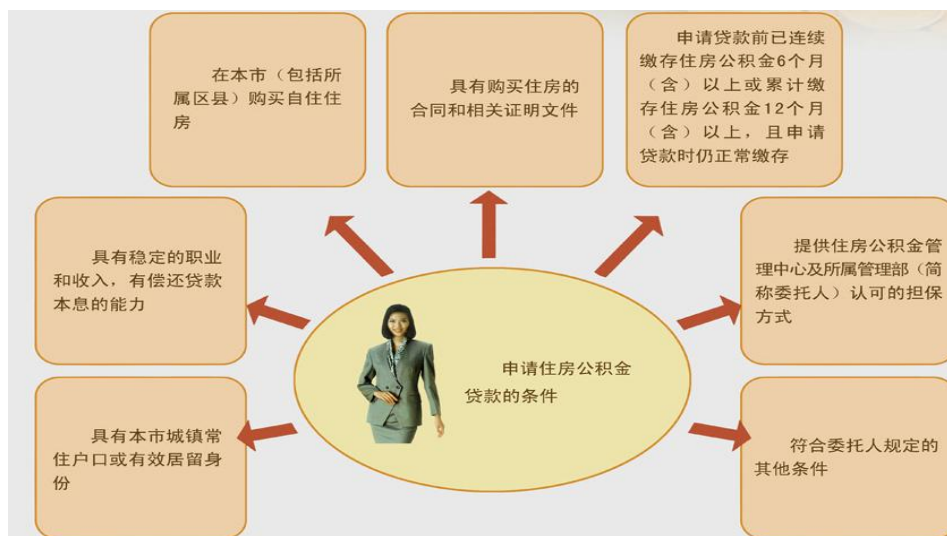 在本市（包括所
属区县）购买自住住
房
具有购买住房的
合同和相关证明文件
申请贷款前已连续
缴存住房公积金6个月
（含）以上或累计缴
存住房公积金12个月
（含）以上，且申请
贷款时仍正常缴存
具有稳定的职业
和收入，有偿还贷款
本息的能力
提供住房公积金管
理中心及所属管理部（简
称委托人）认可的担保
方式
申请住房公积金
贷款的条件
具有本市城镇常
住户口或有效居留身
份
符合委托人规定的
其他条件